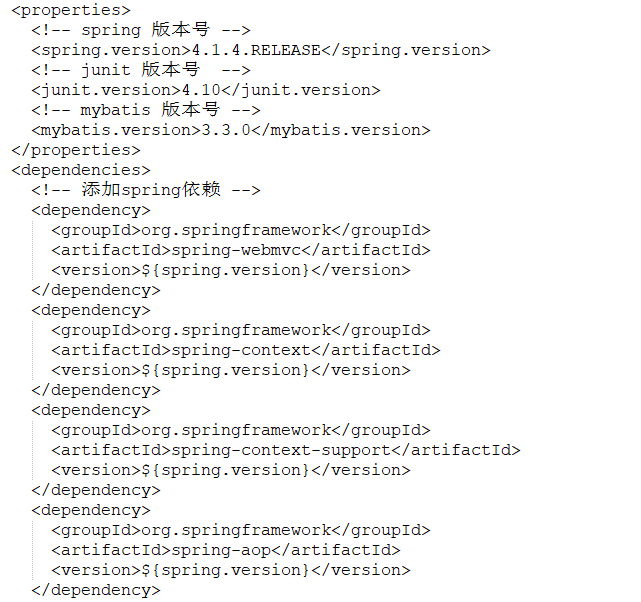 <properties>
<!-- spring 版本号 -->
<spring.version>4.1.4.RELEASE</spring.version>
<!-- junit 版本号  -->
<junit.version>4.10</junit.version>
<!-- mybatis 版本号 -->
<mybatis.version>3.3.0</mybatis.version>
</properties>
<dependencies>
<!-- 添加spring依赖 -->
<dependency>
<groupId>org.springframework</groupId>
<artifactId>spring-webmvc</artifactId>
<version>${spring.version}</version>
</dependency>
<dependency>
<groupId>org.springframework</groupId>
<artifactId>spring-context</artifactId>
<version>${spring.version}</version>
</dependency>
<dependency>
<groupId>org.springframework</groupId>
<artifactId>spring-context-support</artifactId>
<version>${spring.version}</version>
</dependency>
<dependency>
<groupId>org.springframework</groupId>
<artifactId>spring-aop</artifactId>
<version>${spring.version}</version>
</dependency>